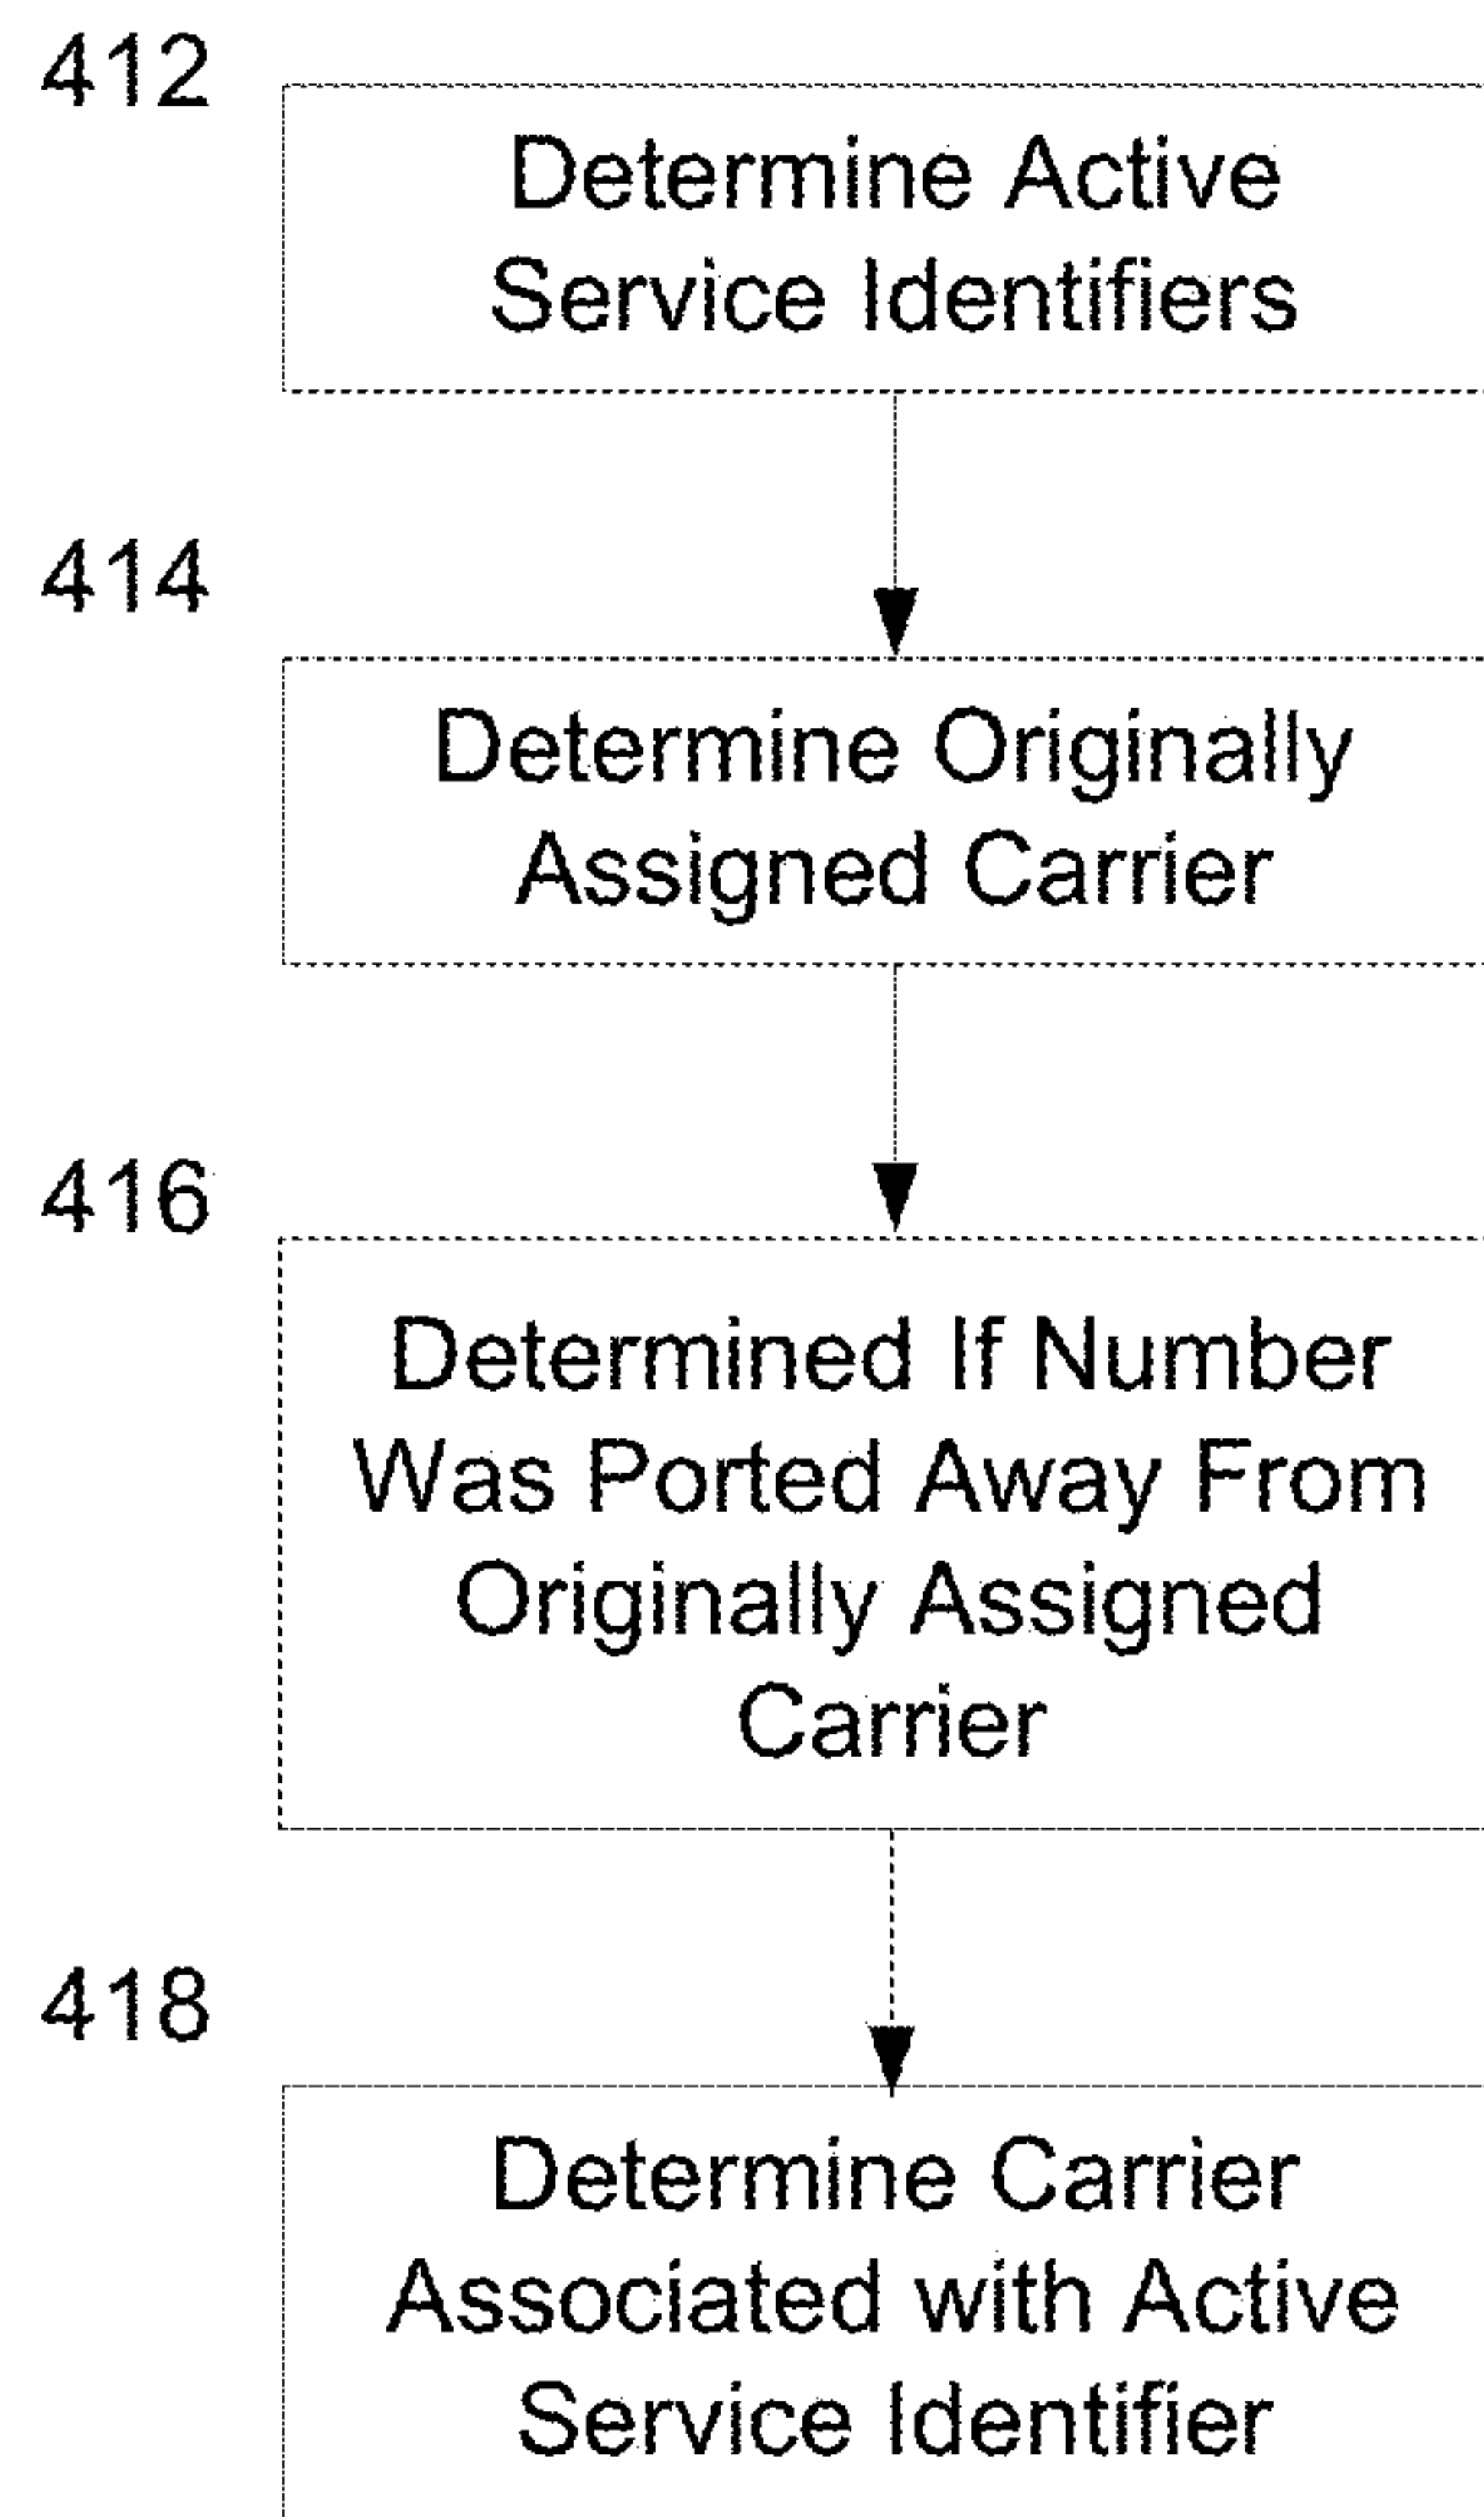 412
Determine Active
Service Identifiers
414
Determine Originally
Assigned Carrier
416
Determined If Number
Was Ported Away From
Originally Assigned
Carrier
418
Determine Carrier
Associated with Active
Service Identifier